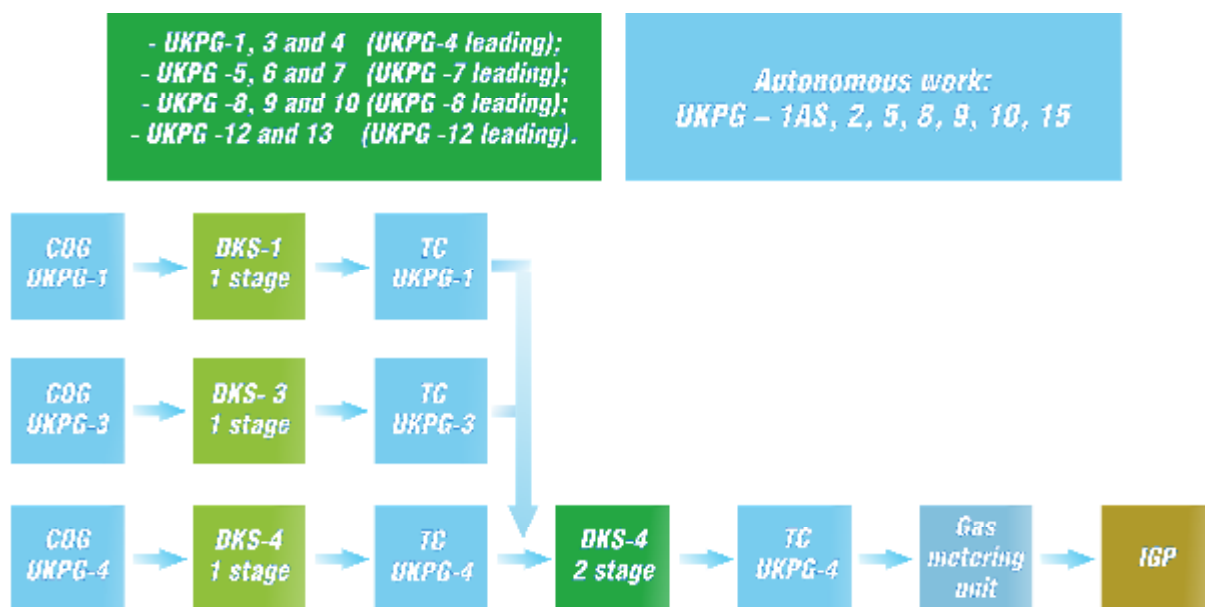 - UKPG-1, 3 and 4 (UKPG-4 leading);
- UKPG -5, 6 and 7 (UKPG -7 leading);
- UKPG -8, 9 and 10 (UKPG -8 leading);
- UKPG -12 and 13 (UKPG -12 leading).
Autonomous work:
UKPG – 1AS, 2, 5, 8, 9, 10, 15
COG
UKPG-1
DKS-1
1 stage
TC
UKPG-1
COG
UKPG-3
DKS- 3
1 stage
TC
UKPG-3
COG
UKPG-4
DKS-4
1 stage
TC
UKPG-4
DKS-4
2 stage
TC
UKPG-4
Gas
metering
unit
IGP